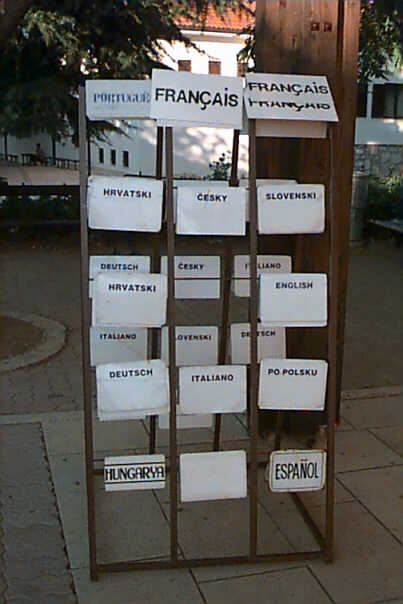 PORTUGUÊ
FRANÇAiS
FRANÇAiS
FRANÇAIS
HRVATSKI
ČESKY
SLOVENSKI
DEUTSCH
ČESKY
ITALIANO
HRVATSKI
ENGLISH
ITALIANO
SLOVENSKI
DEUTSCH
DEUTSCH
ITALIANO
PO POLSKU
HUNGARYA
ESPAÑOL